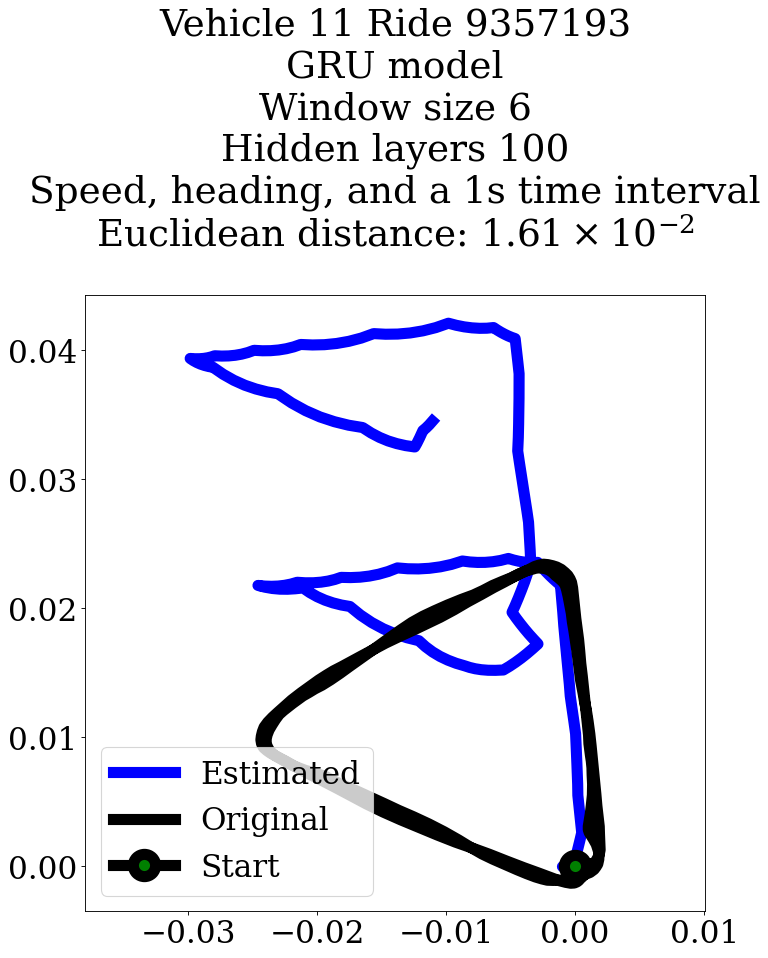 Vehicle 11 Ride 9357193
GRU model
Window size 6
Hidden layers 100
Speed, heading, and a 1s time interval
Euclidean distance: 1.61 × 10⁻²
0.04
0.03
0.02
0.01
0.00
Estimated
Original
Start
−0.03 −0.02 −0.01 0.00 0.01